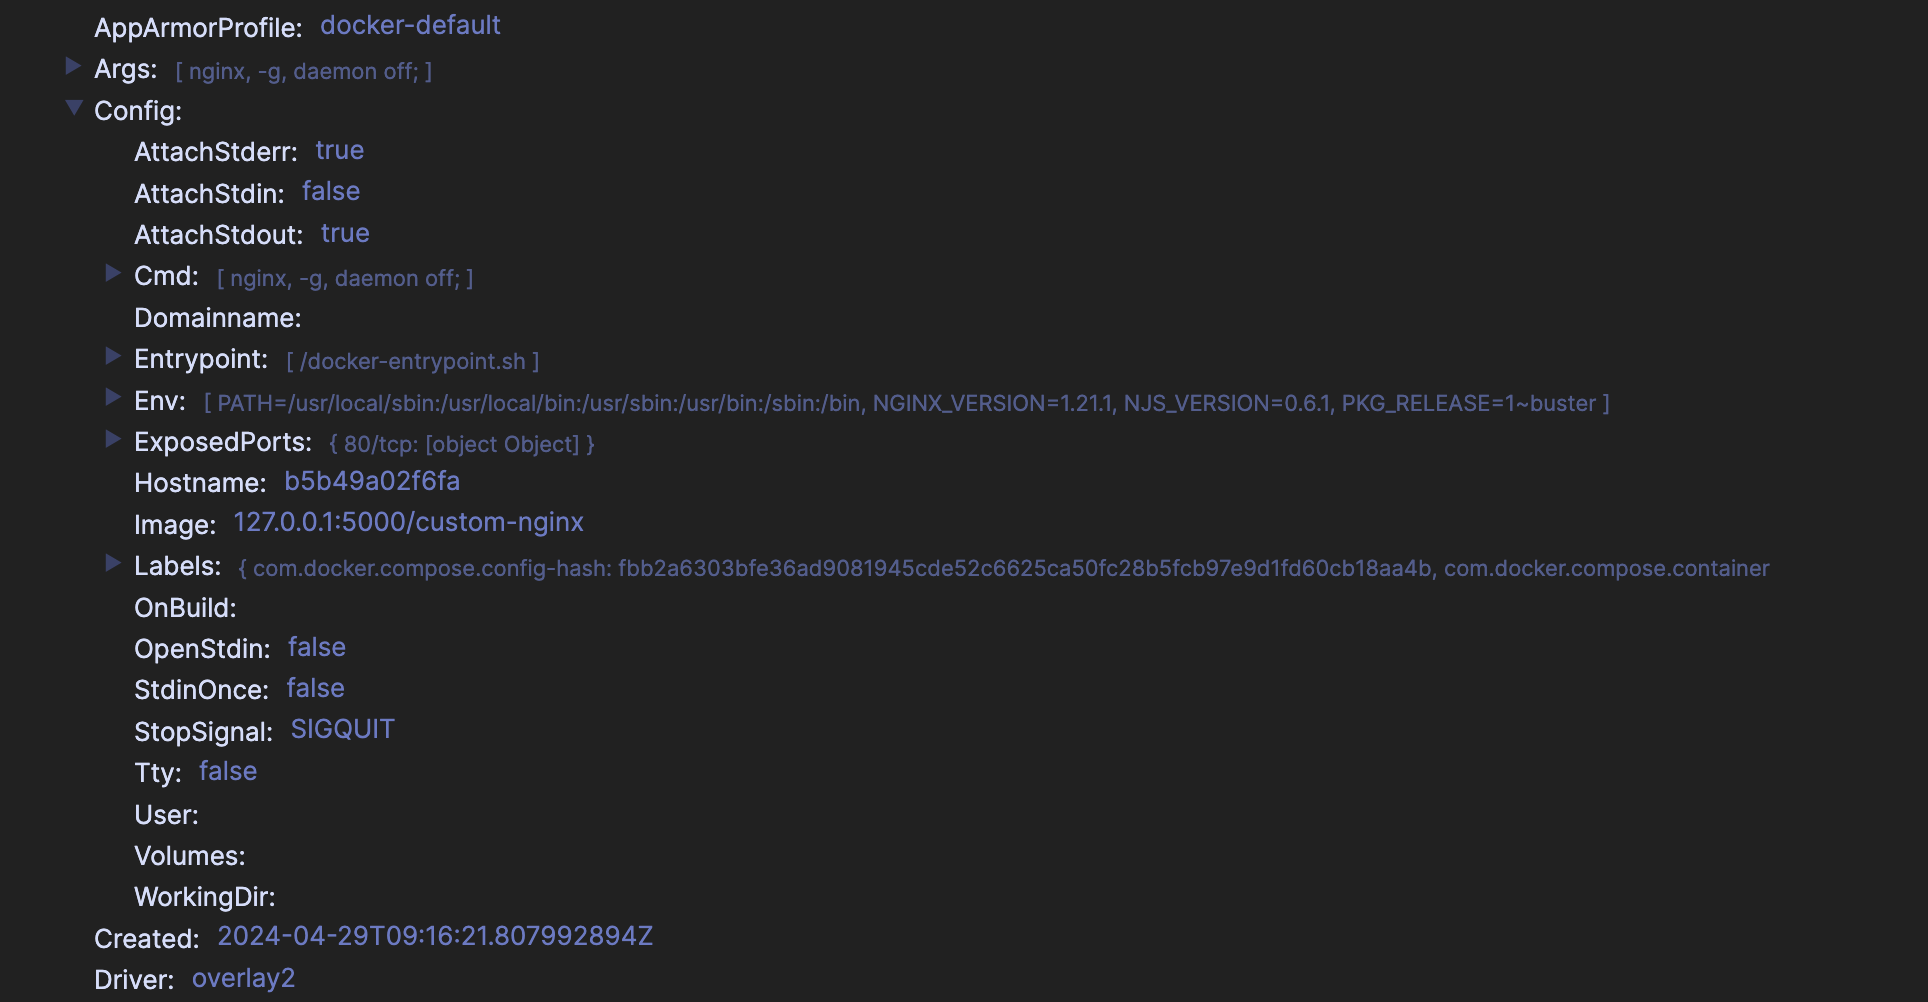 AppArmorProfile: docker-default
Args: [ nginx, -g, daemon off; ]
Config:
AttachStderr: true
AttachStdin: false
AttachStdout: true
Cmd: [ nginx, -g, daemon off; ]
Domainname:
Entrypoint: [ /docker-entrypoint.sh ]
Env: [ PATH=/usr/local/sbin:/usr/local/bin:/usr/sbin:/usr/bin:/sbin:/bin, NGINX_VERSION=1.21.1, NJS_VERSION=0.6.1, PKG_RELEASE=1~buster ]
ExposedPorts: { 80/tcp: [object Object] }
Hostname: b5b49a02f6fa
Image: 127.0.0.1:5000/custom-nginx
Labels: { com.docker.compose.config-hash: fbb2a6303bfe36ad9081945cde52c6625ca50fc28b5fcb97e9d1fd60cb18aa4b, com.docker.compose.container
OnBuild:
OpenStdin: false
StdinOnce: false
StopSignal: SIGQUIT
Tty: false
User:
Volumes:
WorkingDir:
Created: 2024-04-29T09:16:21.807992894Z
Driver: overlay2